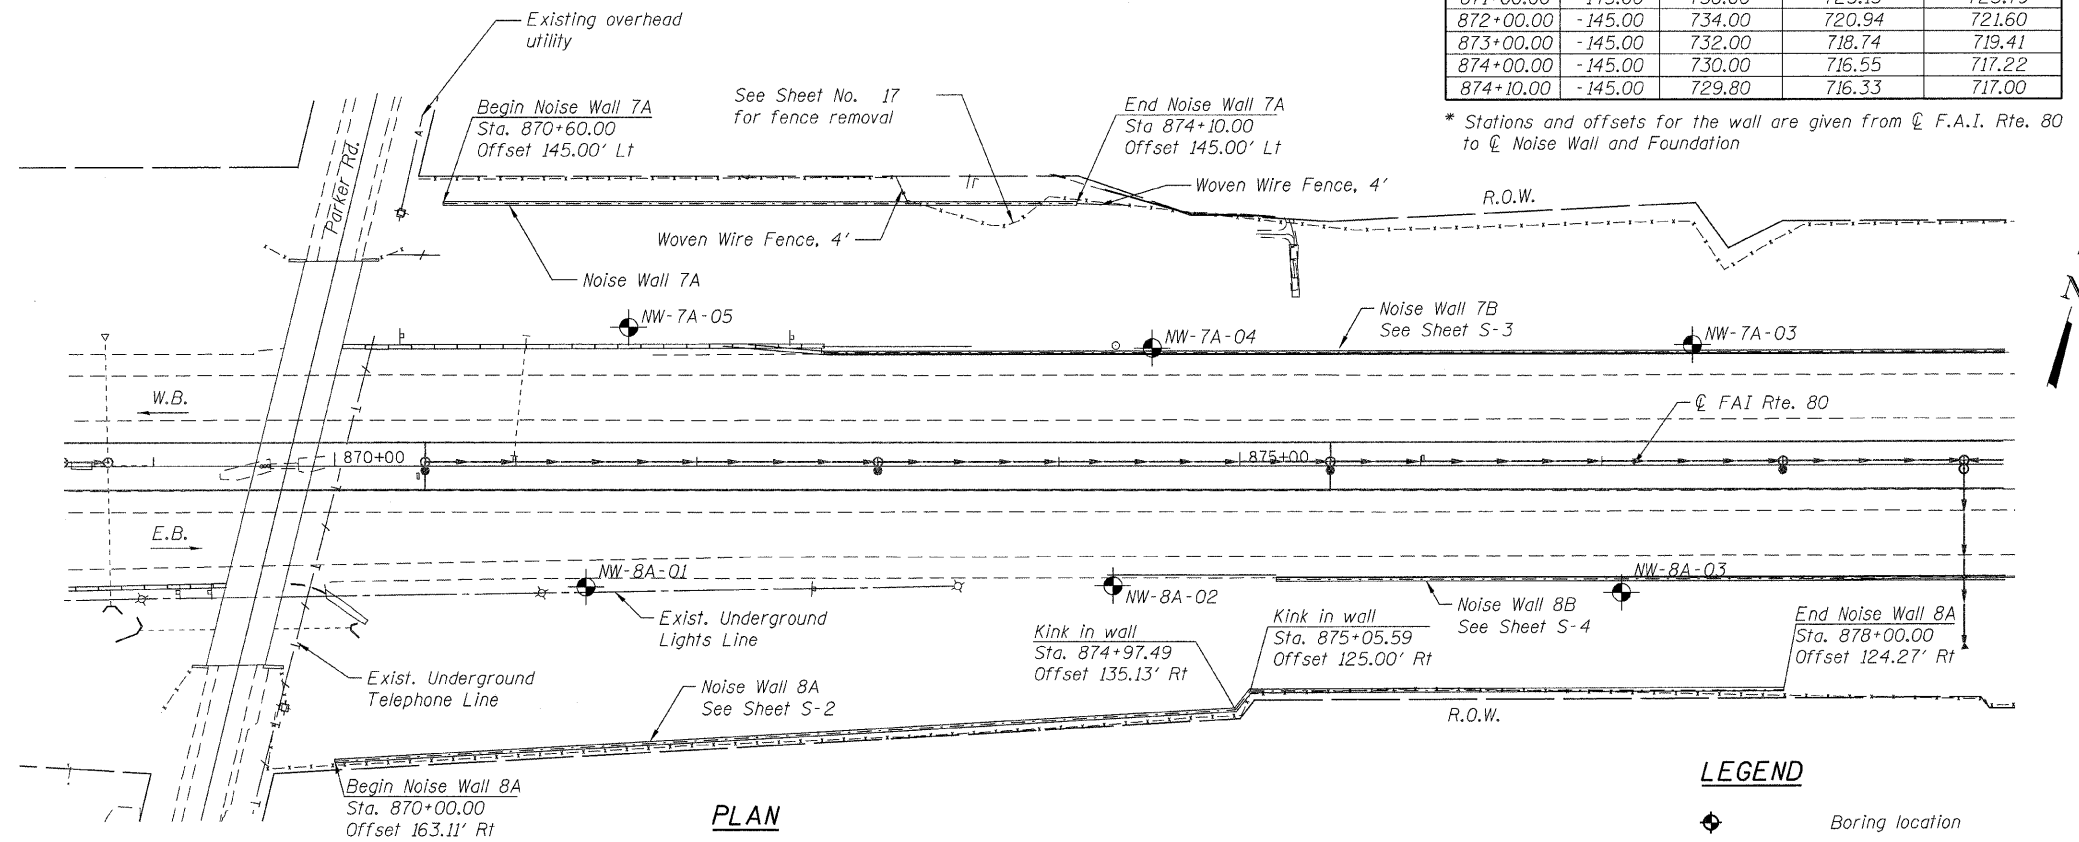 872+00.00 -145.00 734.00 720.94 721.60
873+00.00 -145.00 732.00 718.74 719.41
874+00.00 -145.00 730.00 716.55 717.22
874+10.00 -145.00 729.80 716.33 717.00
* Stations and offsets for the wall are given from ℄ F.A.I. Rte. 80
to ℄ Noise Wall and Foundation
Existing overhead
utility
Begin Noise Wall 7A
Sta. 870+60.00
Offset 145.00' Lt
See Sheet No. 17
for fence removal
End Noise Wall 7A
Sta 874+10.00
Offset 145.00' Lt
Parker Rd.
A
Woven Wire Fence, 4'
R.O.W.
Woven Wire Fence, 4'
Noise Wall 7A
N
NW-7A-05
Noise Wall 7B
See Sheet S-3
NW-7A-04
NW-7A-03
W.B.
℄ FAI Rte. 80
870+00
875+00
E.B.
NW-8A-01
NW-8A-02
NW-8A-03
Exist. Underground
Lights Line
Noise Wall 8B
See Sheet S-4
Kink in wall
Sta. 874+97.49
Offset 135.13' Rt
Kink in wall
Sta. 875+05.59
Offset 125.00' Rt
End Noise Wall 8A
Sta. 878+00.00
Offset 124.27' Rt
Exist. Underground
Telephone Line
Noise Wall 8A
See Sheet S-2
R.O.W.
Begin Noise Wall 8A
Sta. 870+00.00
Offset 163.11' Rt
PLAN
LEGEND
Boring location